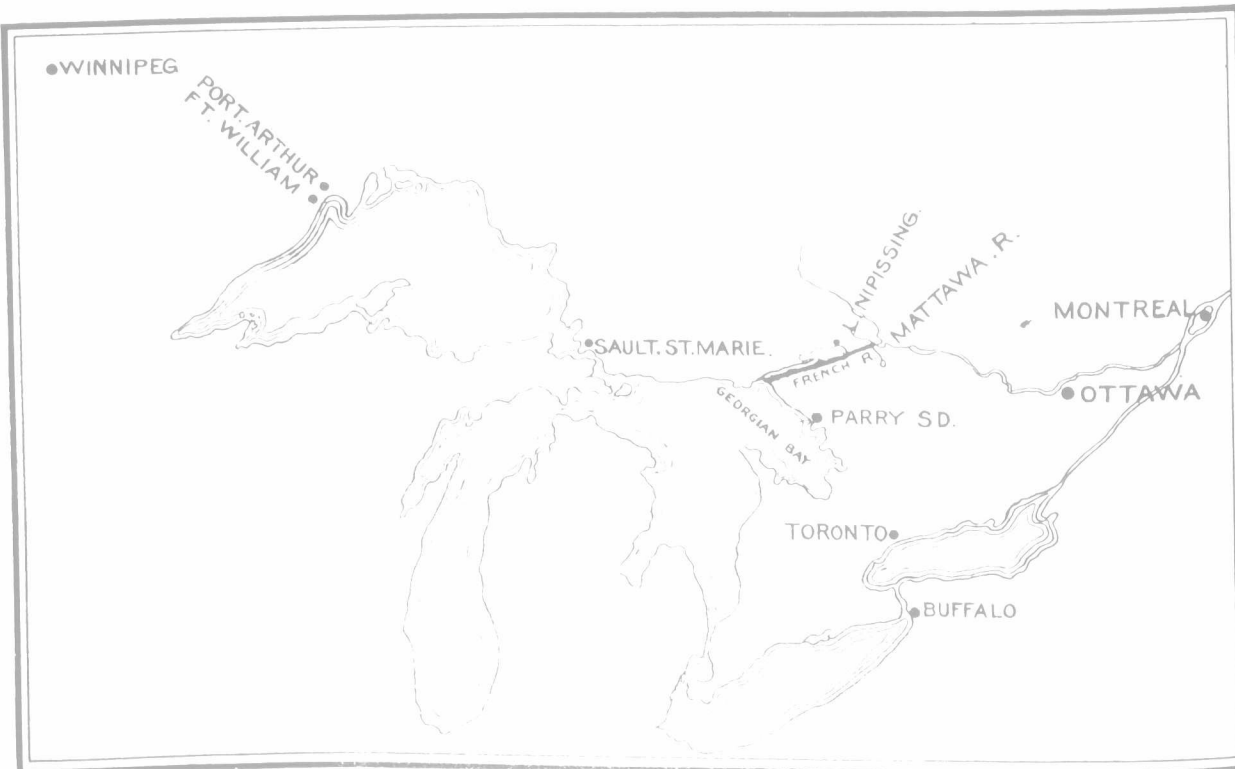 WINNIPEG
PORT. ARTHUR
FT. WILLIAM
NIPISSING.
MATTAWA. R.
MONTREAL
SAULT. ST. MARIE.
FRENCH R
OTTAWA
GEORGIAN BAY
PARRY SD.
TORONTO
BUFFALO